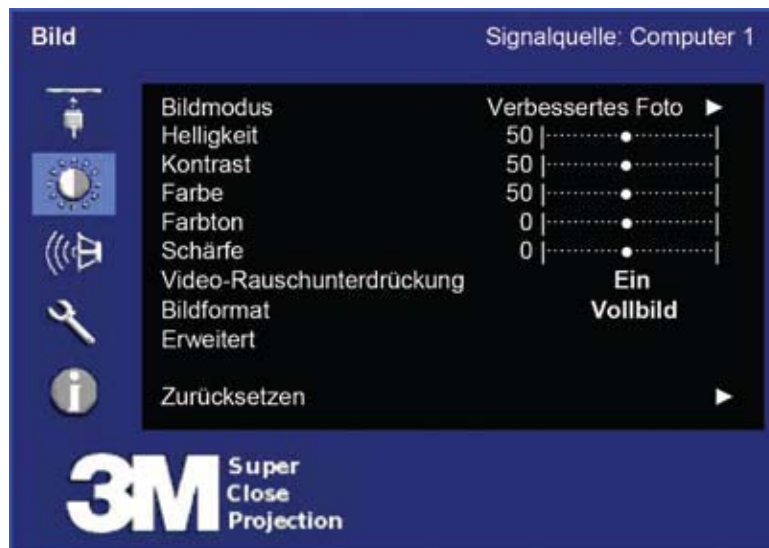 Bild Signalquelle: Computer 1
Bildmodus Verbessertes Foto
Helligkeit 50
Kontrast 50
Farbe 50
Farbton 0
Schärfe 0
Video-Rauschunterdrückung Ein
Bildformat Vollbild
Erweitert
Zurücksetzen
3M Super
Close
Projection